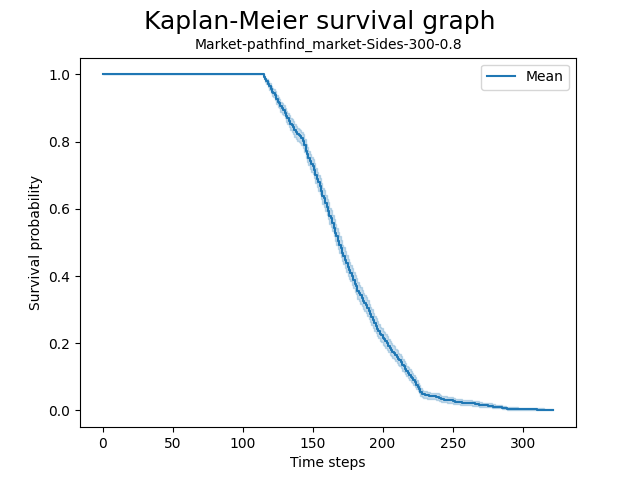 Kaplan-Meier survival graph
Market-pathfind_market-Sides-300-0.8
Mean
Survival probability
1.0
0.8
0.6
0.4
0.2
0.0
0 50 100 150 200 250 300
Time steps